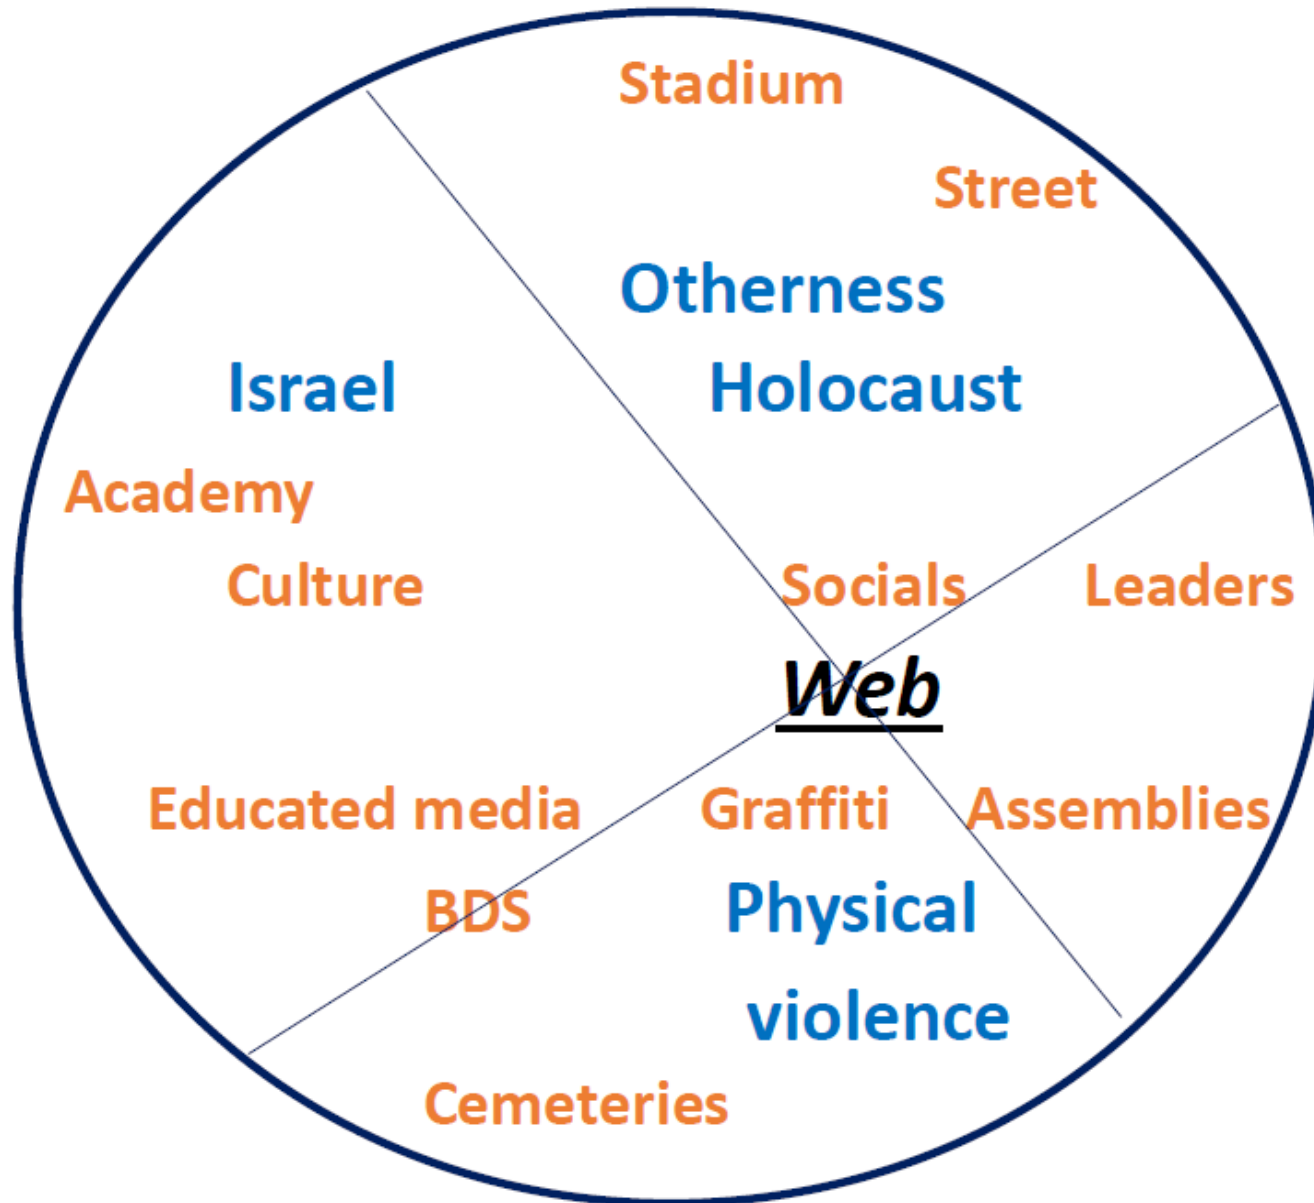 Stadium
Street
Otherness
Israel
Holocaust
Academy
Culture
Socials
Leaders
Web
Educated media
Graffiti
Assemblies
BDS
Physical
violence
Cemeteries